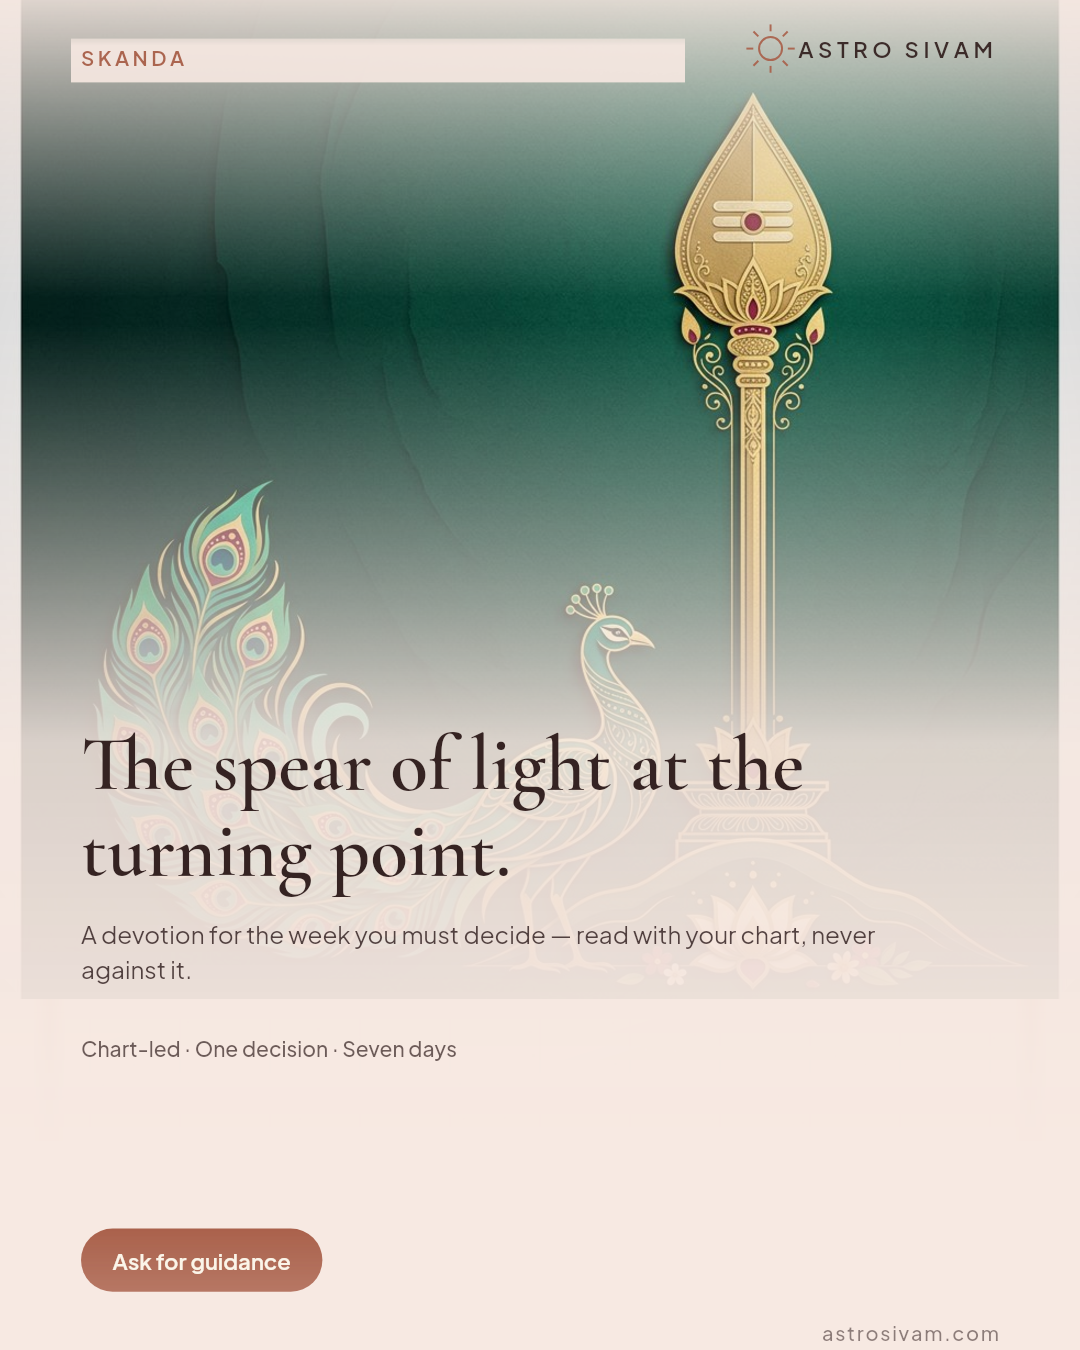 SKANDA
ASTRO SIVAM
The spear of light at the
turning point.
A devotion for the week you must decide — read with your chart, never
against it.
Chart-led · One decision · Seven days
Ask for guidance
astrosivam.com